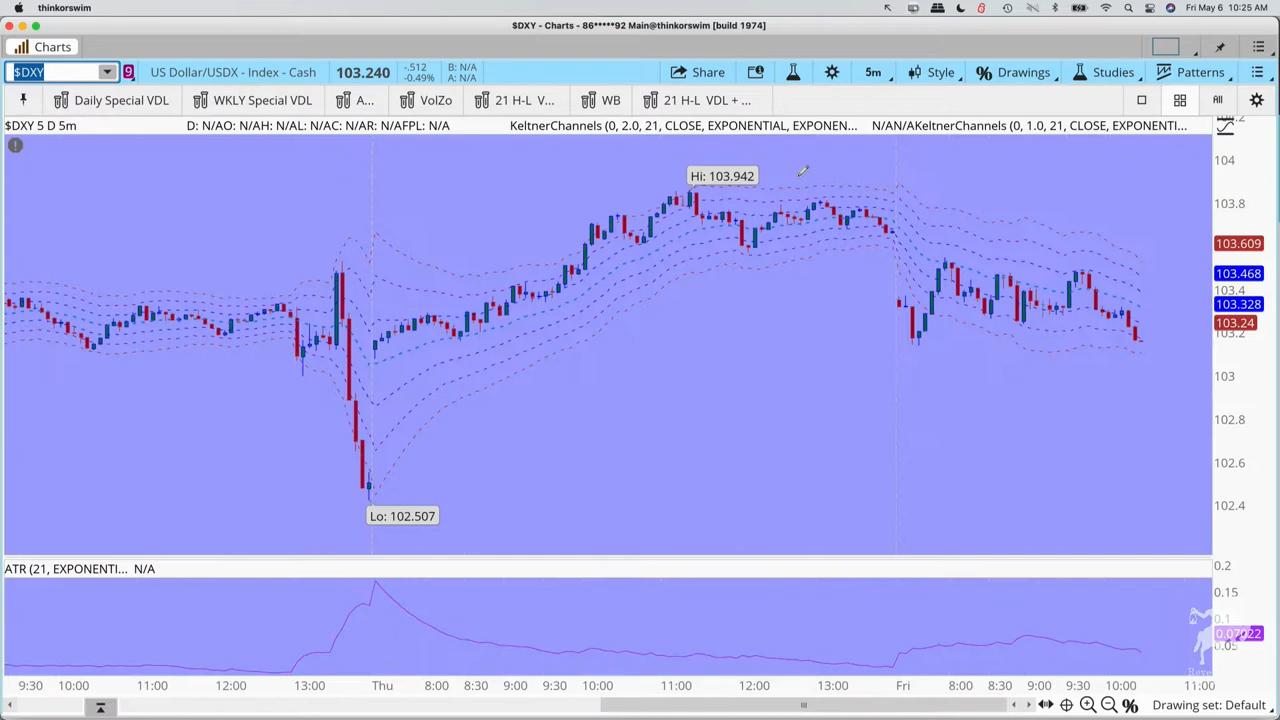 thinkorswim Fri May 6 10:25 AM
$DXY - Charts - 86*****92 Main@thinkorswim [build 1974]
Charts
$DXY 9 US Dollar/USDX - Index - Cash 103.240 -.512 B: N/A Share 5m Style Drawings Studies Patterns
-0.49% A: N/A
Daily Special VDL WKLY Special VDL A... VolZo 21 H-L V... WB 21 H-L VDL + ... All
$DXY 5 D 5m D: N/AO: N/AH: N/AL: N/AC: N/AR: N/AFPL: N/A KeltnerChannels (0, 2.0, 21, CLOSE, EXPONENTIAL, EXPONEN... N/AN/AKeltnerChannels (0, 1.0, 21, CLOSE, EXPONENTI...
104
Hi: 103.942
103.8
103.609
103.468
103.4
103.328
103.24
103.2
103
102.8
102.6
102.4
Lo: 102.507
ATR (21, EXPONENTI... N/A
0.2
0.15
0.1
0.07022
0.05
9:30 10:00 11:00 12:00 13:00 Thu 8:00 8:30 9:00 9:30 10:00 11:00 12:00 13:00 Fri 8:00 8:30 9:00 9:30 10:00 11:00
Drawing set: Default